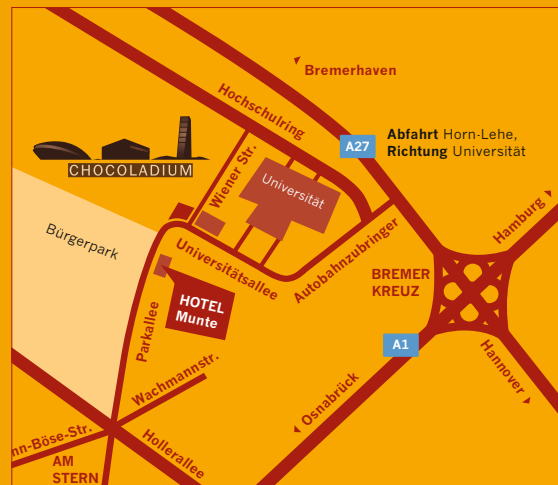 Bremerhaven
Hochschulring
A27
Abfahrt Horn-Lehe,
Richtung Universität
CHOCOLADIUM
Wiener Str.
Universität
Hamburg
Bürgerpark
Universitätsallee
Autobahnzubringer
BREMER
KREUZ
HOTEL
Munte
Parkallee
A1
Hannover
Wachmannstr.
Osnabrück
nn-Böse-Str.
Hollerallee
AM
STERN